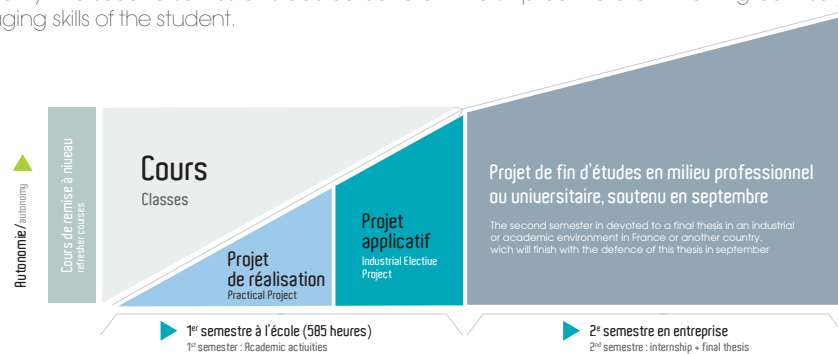 aging skills of the student.
Autonomie/autonomy
Cours de remise à niveau
refresher courses
Cours
Classes
Projet
de réalisation
Practical Project
Projet
applicatif
Industrial Elective
Project
Projet de fin d'études en milieu professionnel
ou universitaire, soutenu en septembre
The second semester in devoted to a final thesis in an industrial
or academic environment in France or another country,
wich will finish with the defence of this thesis in september
1er semestre à l'école (585 heures)
1st semester : Academic activities
2e semestre en entreprise
2nd semestre : internship + final thesis